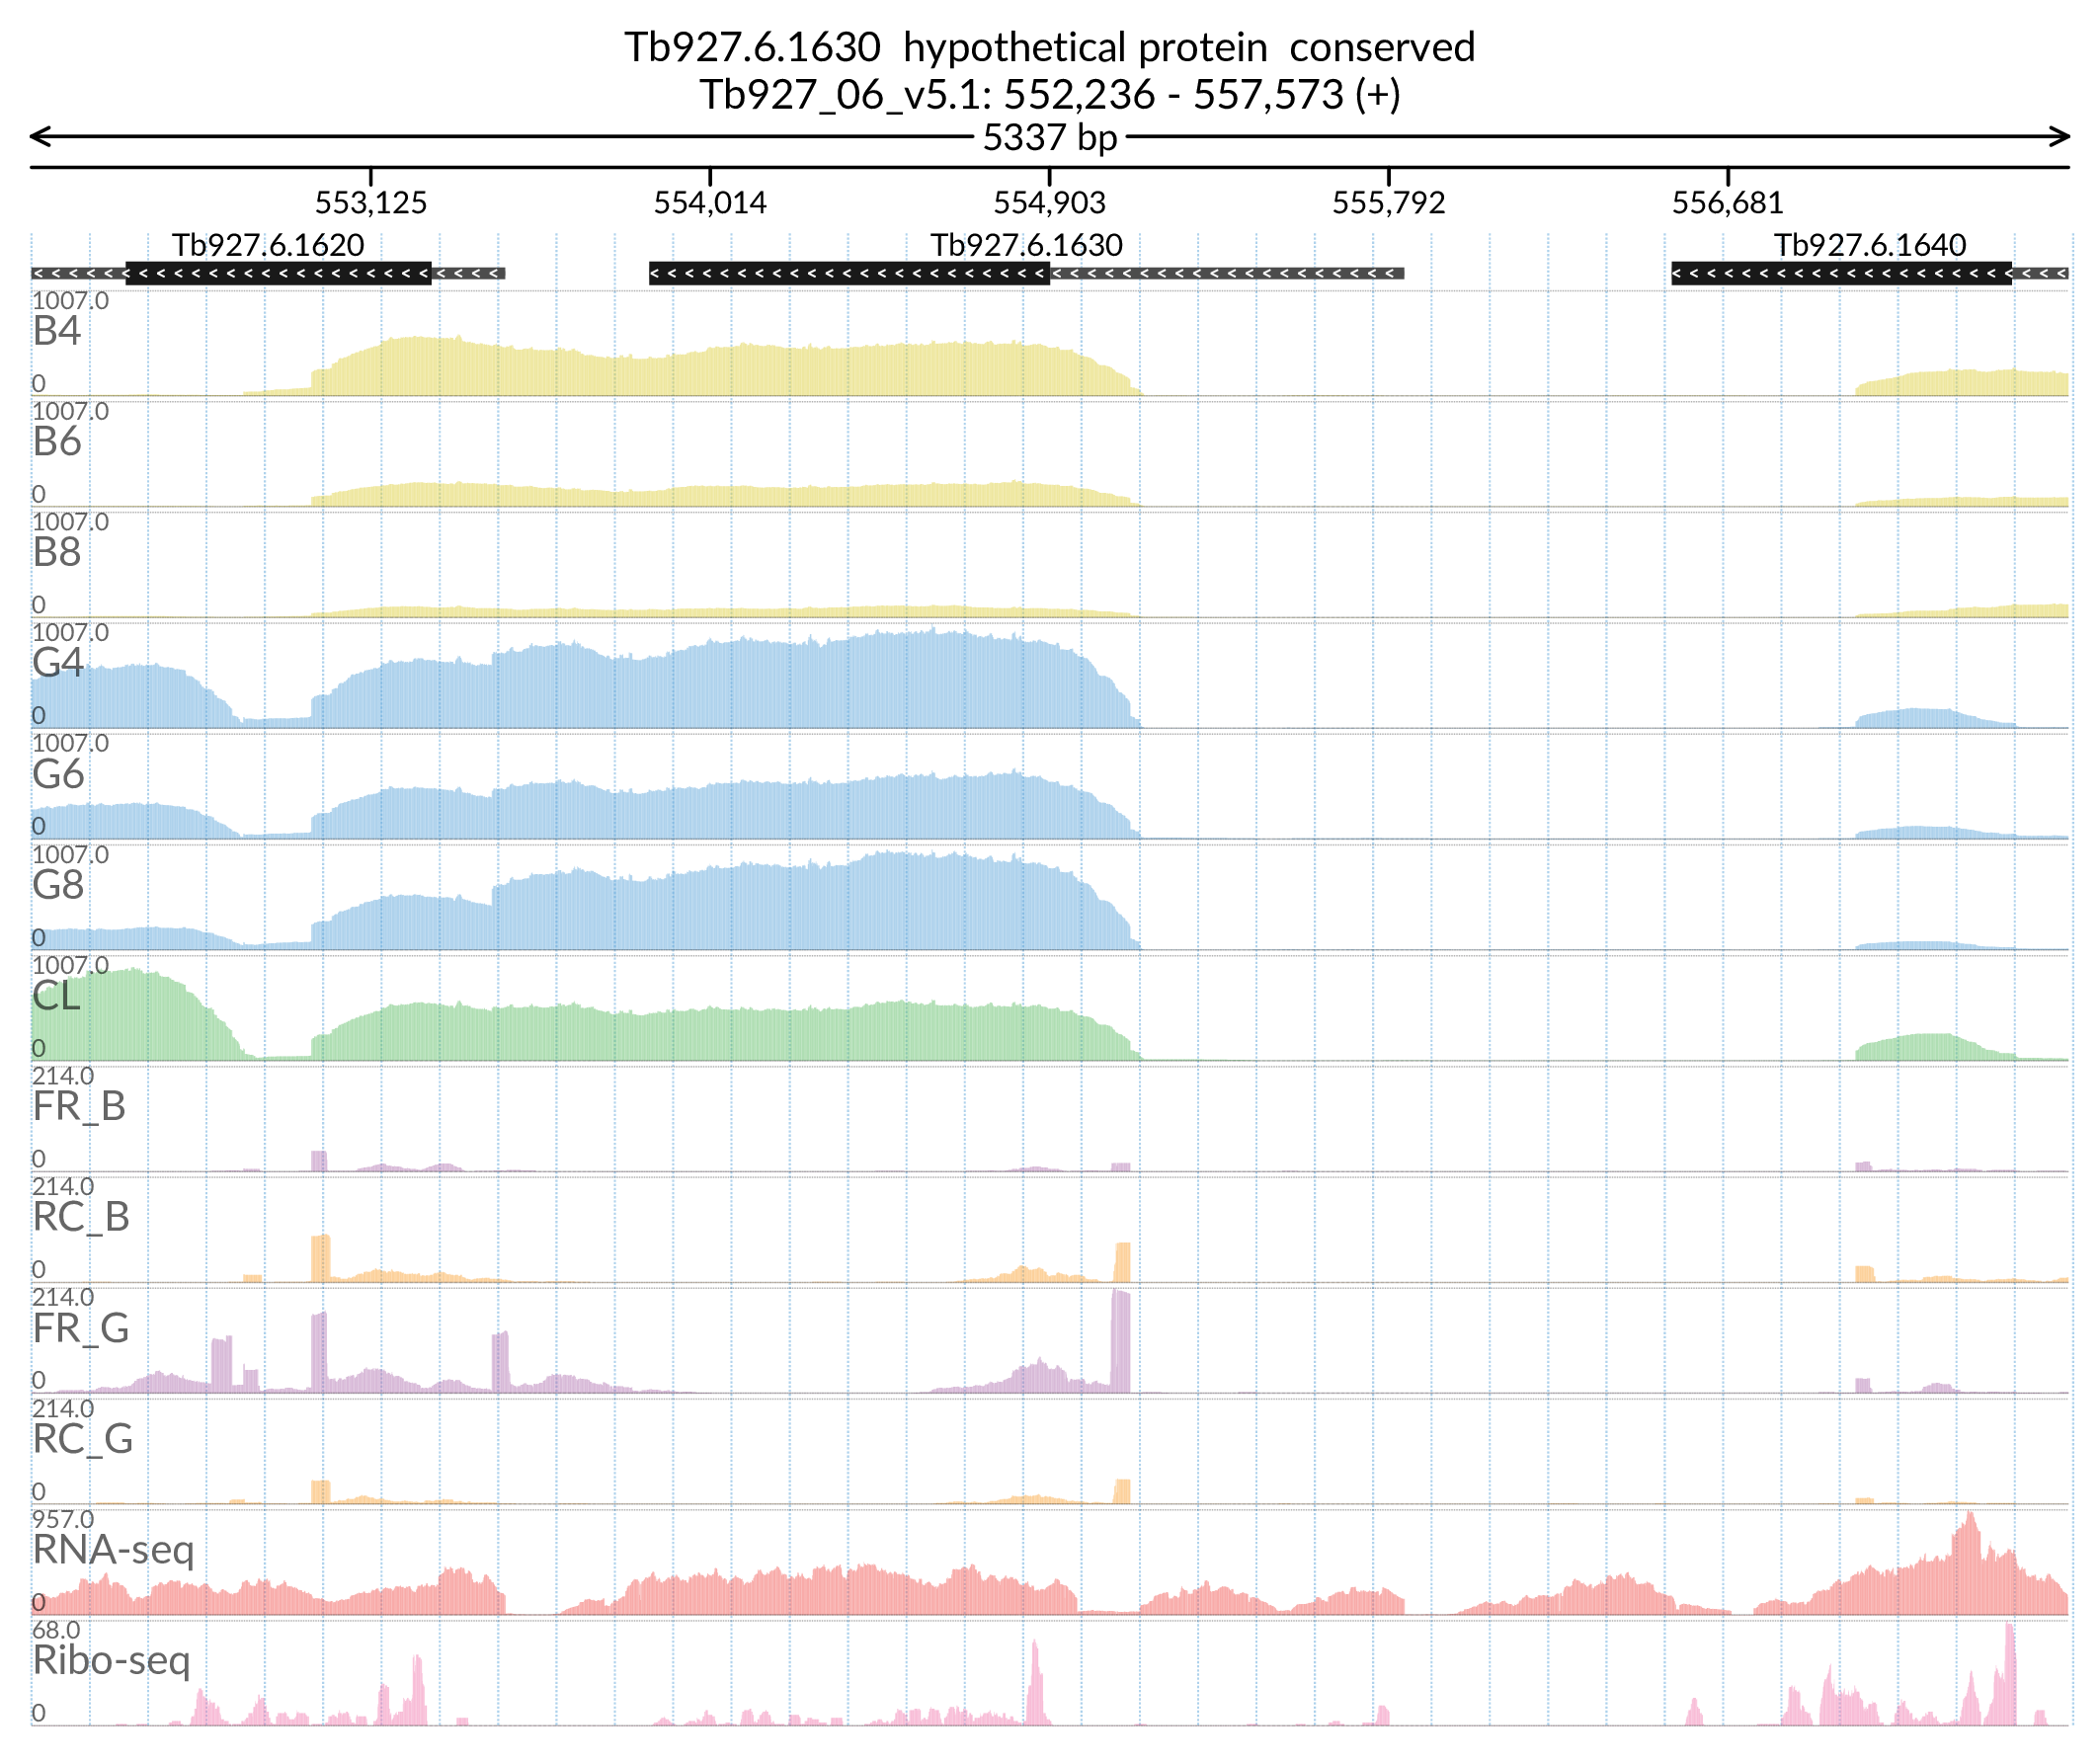 Tb927.6.1630  hypothetical protein  conserved
Tb927_06_v5.1: 552,236 - 557,573 (+)
5337 bp
553,125 554,014 554,903 555,792 556,681
Tb927.6.1620 Tb927.6.1630 Tb927.6.1640
1007.0
B4
0
1007.0
B6
0
1007.0
B8
0
1007.0
G4
0
1007.0
G6
0
1007.0
G8
0
1007.0
CL
0
214.0
FR_B
0
214.0
RC_B
0
214.0
FR_G
0
214.0
RC_G
0
957.0
RNA-seq
0
68.0
Ribo-seq
0